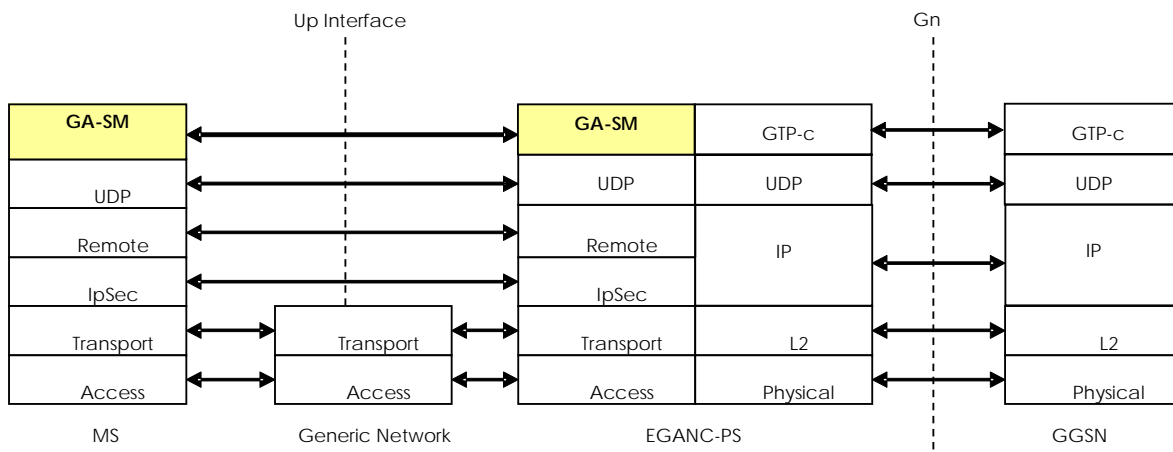 Up Interface
Gn
GA-SM
GA-SM
GTP-c
GTP-c
UDP
UDP
UDP
UDP
Remote
Remote
IP
IP
IpSec
IpSec
Transport
Transport
Transport
L2
L2
Access
Access
Access
Physical
Physical
MS
Generic Network
EGANC-PS
GGSN